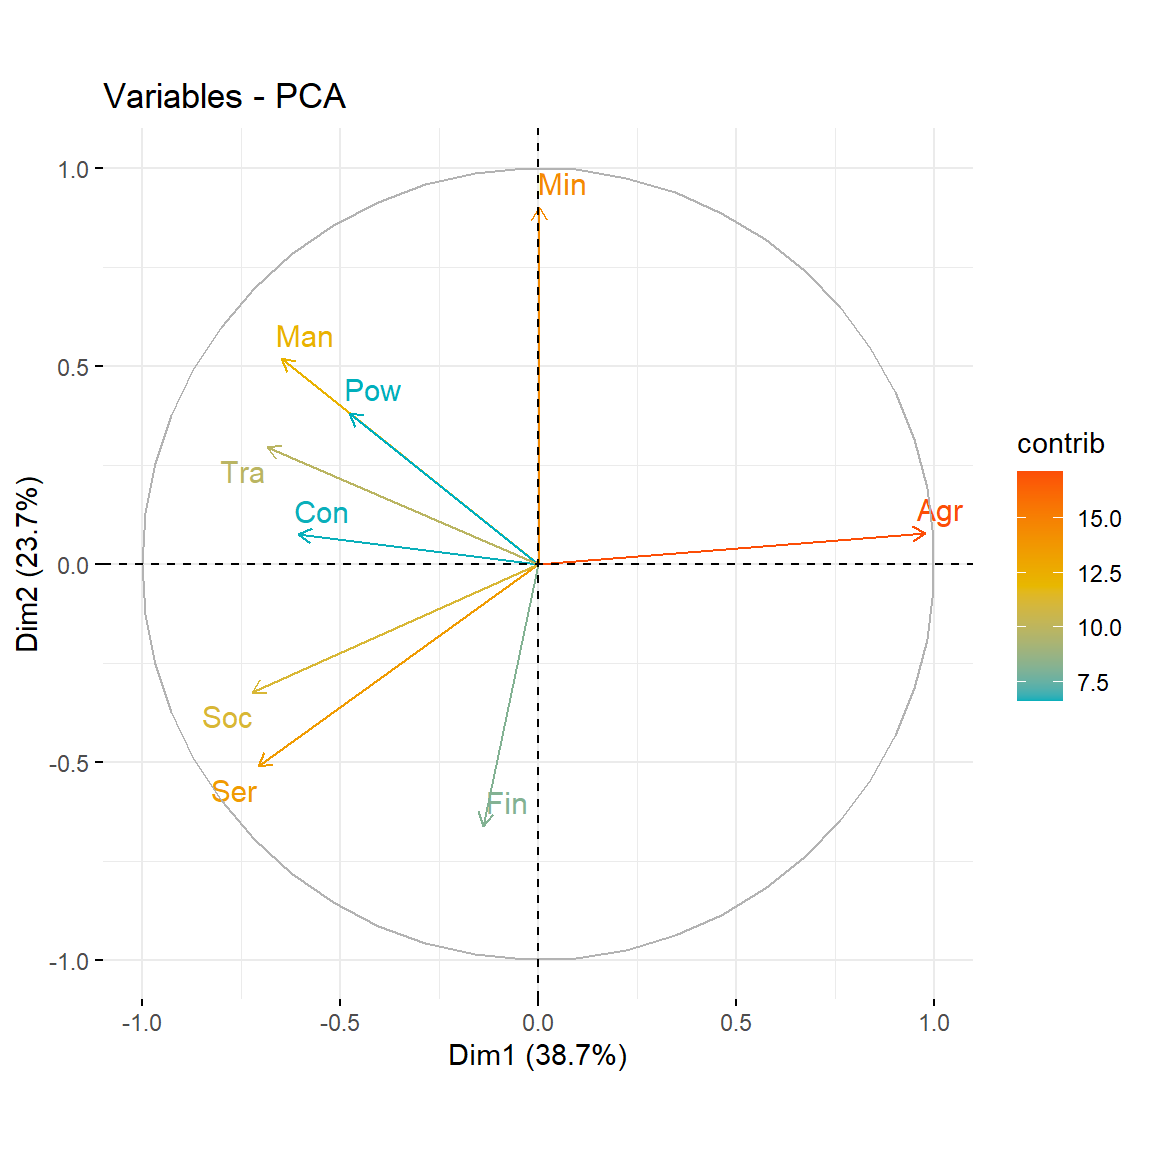 Variables - PCA
1.0
0.5
0.0
-0.5
-1.0
Dim2 (23.7%)
Min
Man
Pow
Tra
Con
Agr
Soc
Ser
Fin
-1.0
-0.5
0.0
0.5
1.0
Dim1 (38.7%)
contrib
15.0
12.5
10.0
7.5